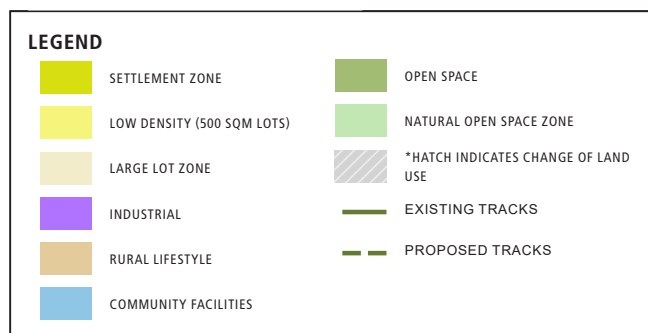 LEGEND
SETTLEMENT ZONE
LOW DENSITY (500 SQM LOTS)
LARGE LOT ZONE
INDUSTRIAL
RURAL LIFESTYLE
COMMUNITY FACILITIES
OPEN SPACE
NATURAL OPEN SPACE ZONE
*HATCH INDICATES CHANGE OF LAND
USE
EXISTING TRACKS
PROPOSED TRACKS